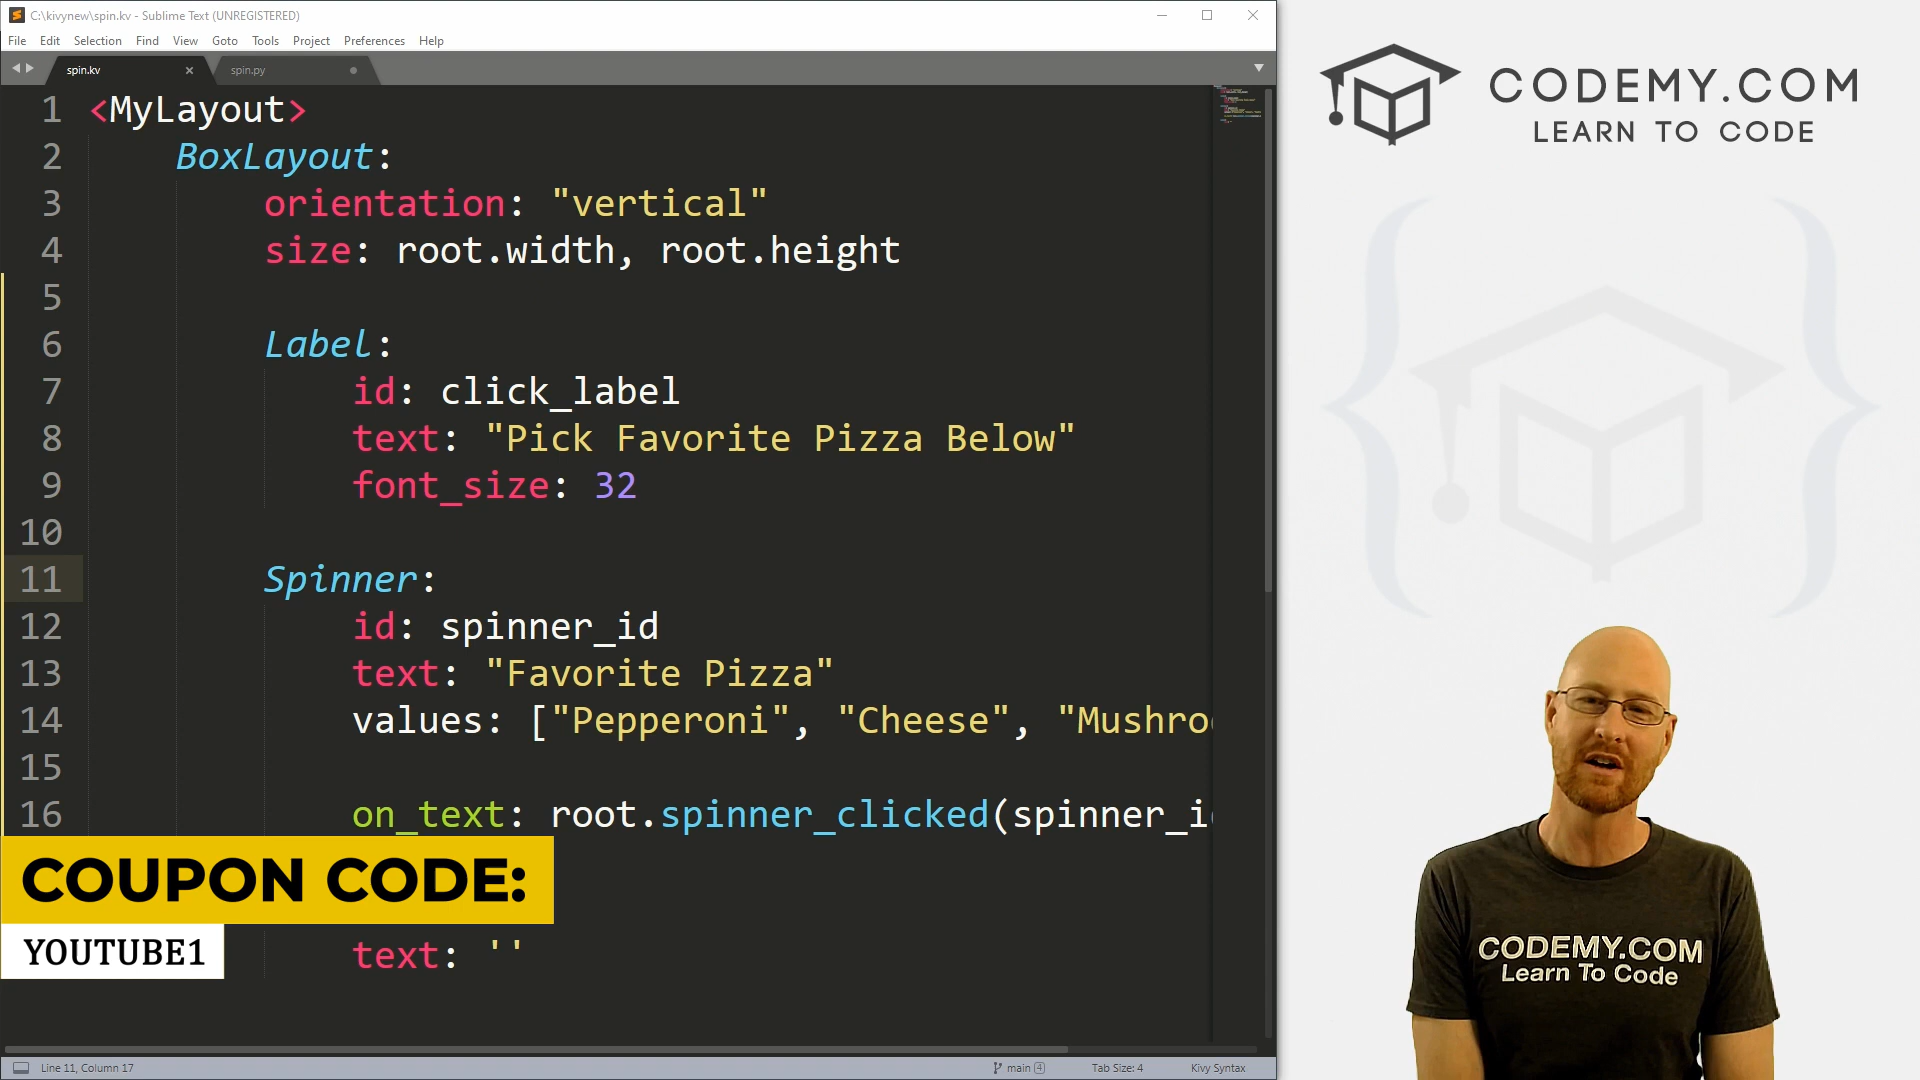 C:\kivynew\spin.kv - Sublime Text (UNREGISTERED)
File Edit Selection Find View Goto Tools Project Preferences Help
spin.kv spin.py
1 <MyLayout>
2 BoxLayout:
3 orientation: "vertical"
4 size: root.width, root.height
5
6 Label:
7 id: click_label
8 text: "Pick Favorite Pizza Below"
9 font_size: 32
10
11 Spinner:
12 id: spinner_id
13 text: "Favorite Pizza"
14 values: ["Pepperoni", "Cheese", "Mushroo
15
16 on_text: root.spinner_clicked(spinner_i
COUPON CODE:
YOUTUBE1
text: ''
Line 11, Column 17 main 4 Tab Size: 4 Kivy Syntax
CODEMY.COM
LEARN TO CODE
CODEMY.COM
Learn To Code